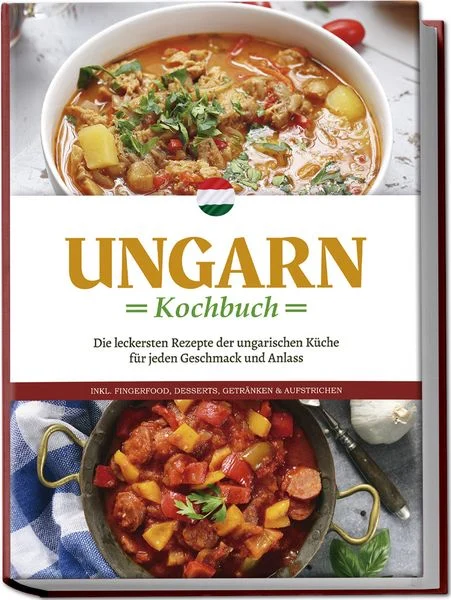 UNGARN
Kochbuch
Die leckersten Rezepte der ungarischen Küche
für jeden Geschmack und Anlass
INKL. FINGERFOOD, DESSERTS, GETRÄNKEN & AUFSTRICHEN